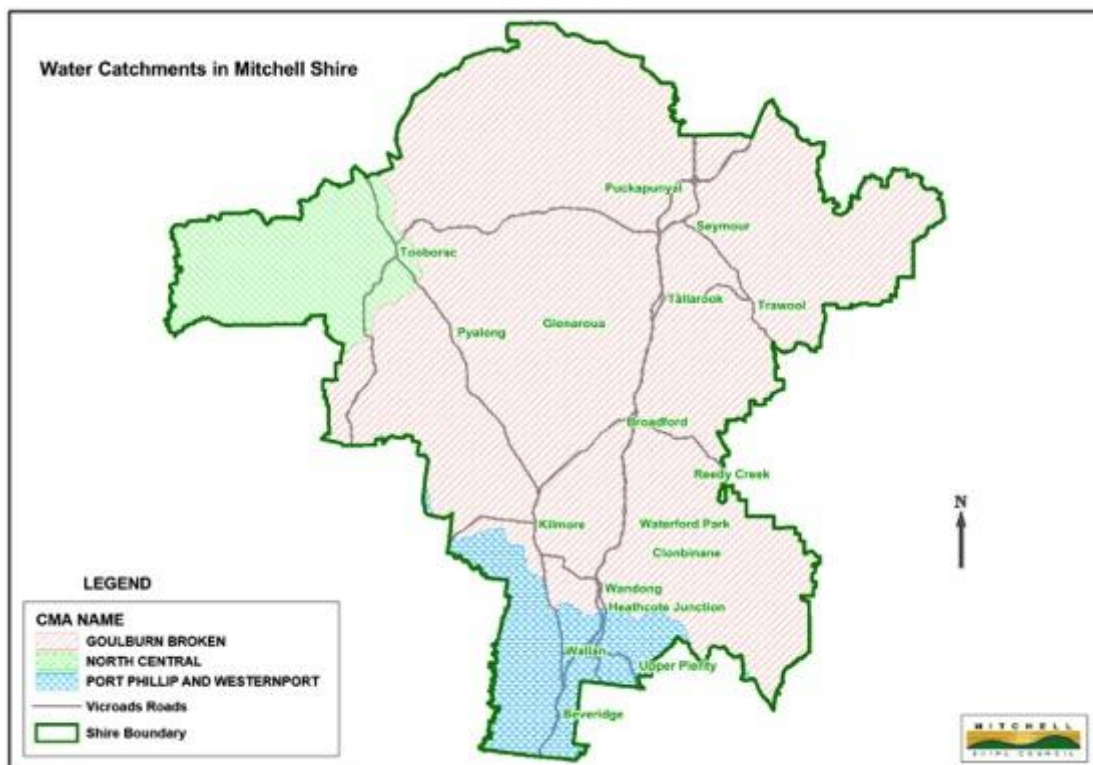 Water Catchments in Mitchell Shire
Puckapunyal
Seymour
Tooborac
Tallarook
Trawool
Pyalong
Glenaroua
Broadford
Reedy Creek
Kilmore
Waterford Park
Clonbinane
Wandong
Heathcote Junction
Wallan
Upper Plenty
Beveridge
N
LEGEND
CMA NAME
GOULBURN BROKEN
NORTH CENTRAL
PORT PHILLIP AND WESTERNPORT
Vicroads Roads
Shire Boundary
MITCHELL
SHIRE COUNCIL